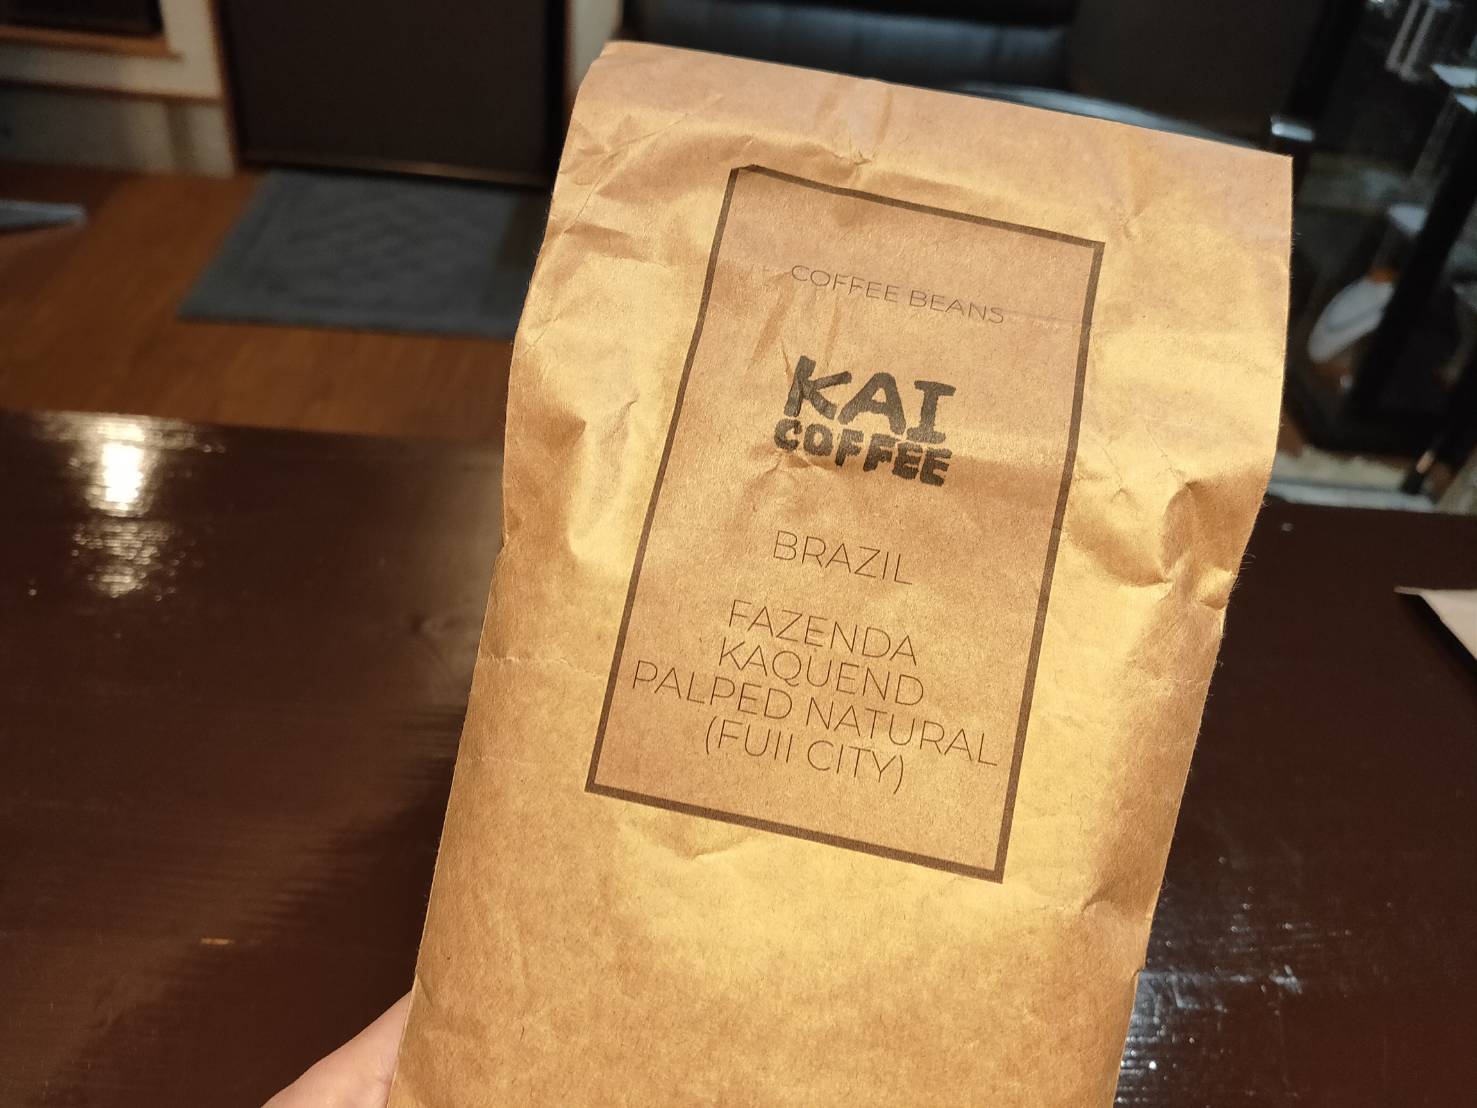 COFFEE BEANS
KAI
COFFEE
BRAZIL
FAZENDA
KAQUEND
PALPED NATURAL
(FUII CITY)